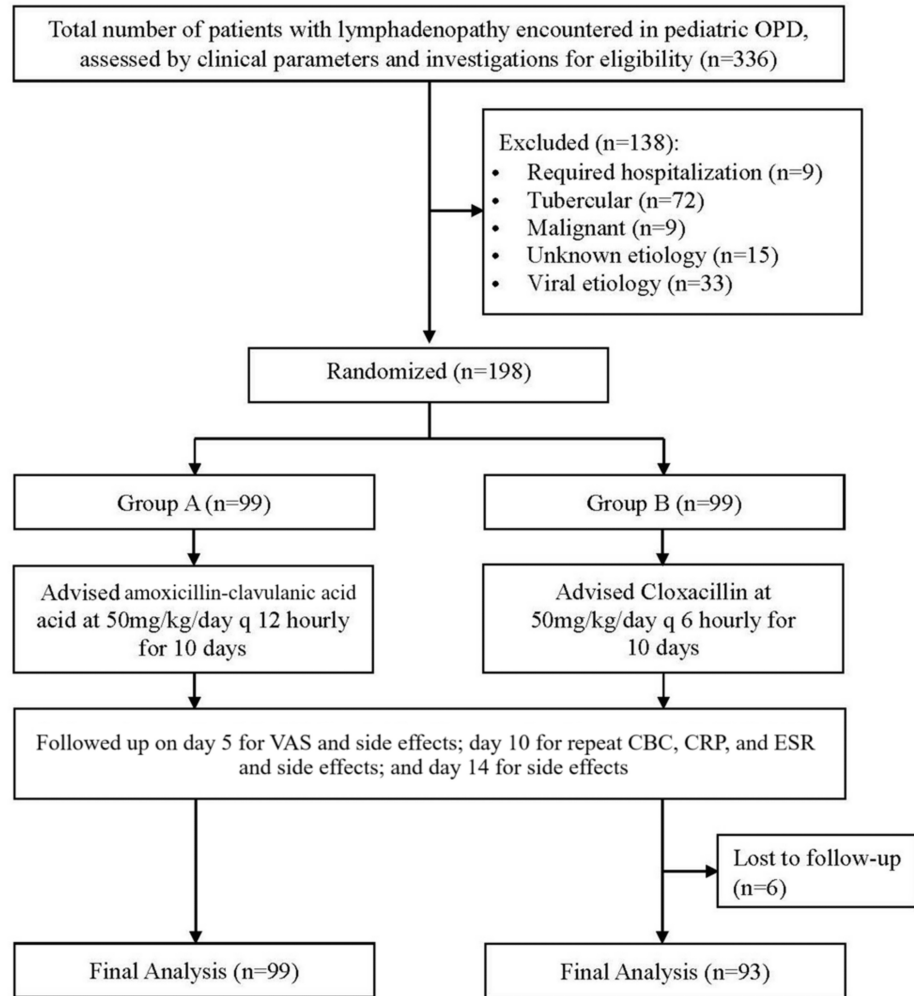 Total number of patients with lymphadenopathy encountered in pediatric OPD,
assessed by clinical parameters and investigations for eligibility (n=336)
Excluded (n=138):
• Required hospitalization (n=9)
• Tubercular (n=72)
• Malignant (n=9)
• Unknown etiology (n=15)
• Viral etiology (n=33)
Randomized (n=198)
Group A (n=99)
Group B (n=99)
Advised amoxicillin-clavulanic acid
acid at 50mg/kg/day q 12 hourly
for 10 days
Advised Cloxacillin at
50mg/kg/day q 6 hourly for
10 days
Followed up on day 5 for VAS and side effects; day 10 for repeat CBC, CRP, and ESR
and side effects; and day 14 for side effects
Lost to follow-up
(n=6)
Final Analysis (n=99)
Final Analysis (n=93)